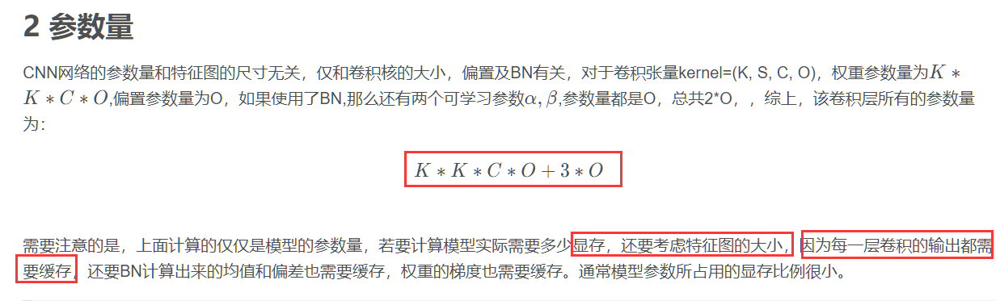 2 参数量
CNN网络的参数量和特征图的尺寸无关，仅和卷积核的大小，偏置及BN有关，对于卷积张量kernel=(K, S, C, O)，权重参数量为K *
K * C * O,偏置参数量为O，如果使用了BN,那么还有两个可学习参数α, β,参数量都是O，总共2*O，，综上，该卷积层所有的参数量
为：
K * K * C * O + 3 * O
需要注意的是，上面计算的仅仅是模型的参数量，若要计算模型实际需要多少显存，还要考虑特征图的大小，因为每一层卷积的输出都需
要缓存，还要BN计算出来的均值和偏差也需要缓存，权重的梯度也需要缓存。通常模型参数所占用的显存比例很小。